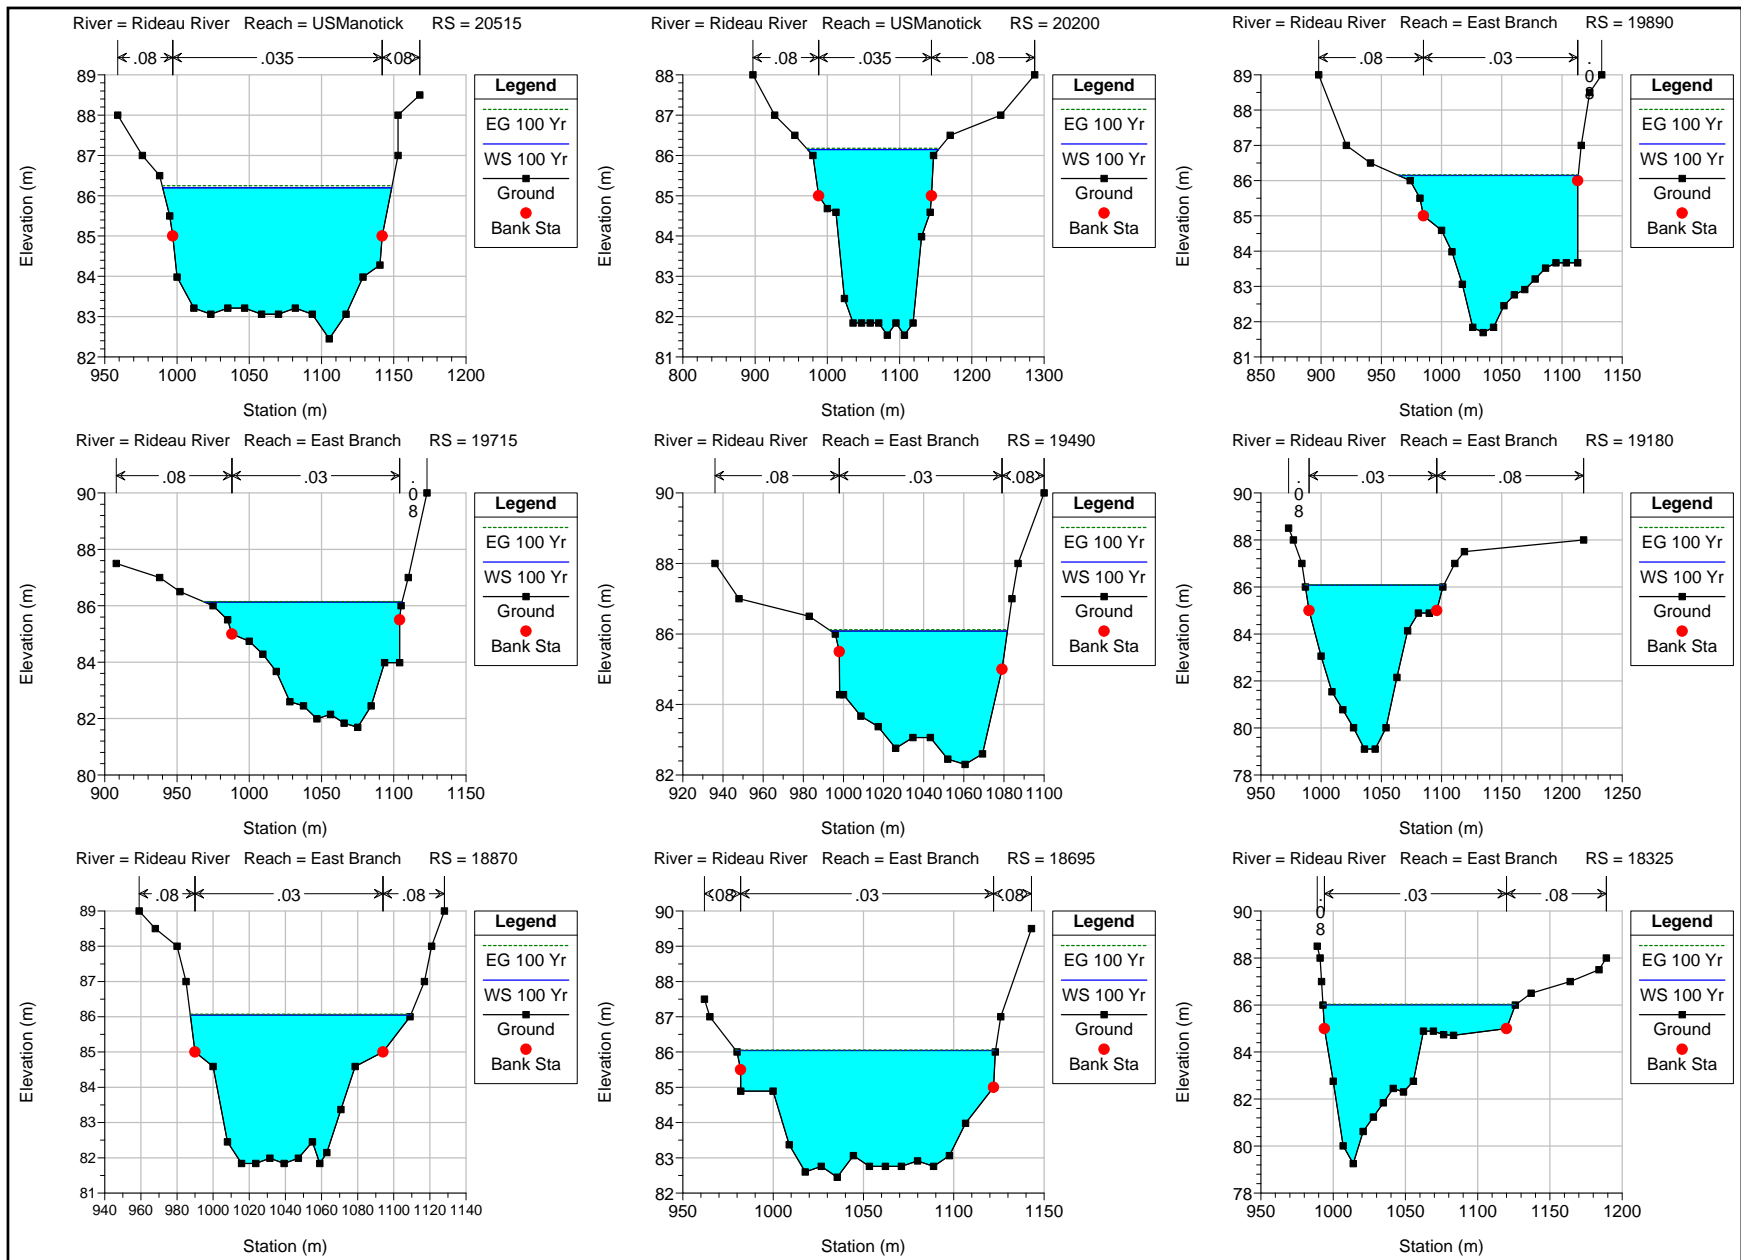 River = Rideau River Reach = USManotick RS = 20515
.08 .035 .08
89
88
87
86
85
84
83
82
950 1000 1050 1100 1150 1200
Elevation (m)
Station (m)
Legend
EG 100 Yr
WS 100 Yr
Ground
Bank Sta
River = Rideau River Reach = USManotick RS = 20200
.08 .035 .08
88
87
86
85
84
83
82
81
800 900 1000 1100 1200 1300
Elevation (m)
Station (m)
Legend
EG 100 Yr
WS 100 Yr
Ground
Bank Sta
River = Rideau River Reach = East Branch RS = 19890
.08 .03 .08
89
88
87
86
85
84
83
82
81
850 900 950 1000 1050 1100 1150
Elevation (m)
Station (m)
Legend
EG 100 Yr
WS 100 Yr
Ground
Bank Sta
River = Rideau River Reach = East Branch RS = 19715
.08 .03 .08
90
88
86
84
82
80
900 950 1000 1050 1100 1150
Elevation (m)
Station (m)
Legend
EG 100 Yr
WS 100 Yr
Ground
Bank Sta
River = Rideau River Reach = East Branch RS = 19490
.08 .03 .08
90
88
86
84
82
920 940 960 980 1000 1020 1040 1060 1080 1100
Elevation (m)
Station (m)
Legend
EG 100 Yr
WS 100 Yr
Ground
Bank Sta
River = Rideau River Reach = East Branch RS = 19180
.08 .03 .08
90
88
86
84
82
80
78
950 1000 1050 1100 1150 1200 1250
Elevation (m)
Station (m)
Legend
EG 100 Yr
WS 100 Yr
Ground
Bank Sta
River = Rideau River Reach = East Branch RS = 18870
.08 .03 .08
89
88
87
86
85
84
83
82
81
940 960 980 1000 1020 1040 1060 1080 1100 1120 1140
Elevation (m)
Station (m)
Legend
EG 100 Yr
WS 100 Yr
Ground
Bank Sta
River = Rideau River Reach = East Branch RS = 18695
.08 .03 .08
90
89
88
87
86
85
84
83
82
950 1000 1050 1100 1150
Elevation (m)
Station (m)
Legend
EG 100 Yr
WS 100 Yr
Ground
Bank Sta
River = Rideau River Reach = East Branch RS = 18325
.08 .03 .08
90
88
86
84
82
80
78
950 1000 1050 1100 1150 1200
Elevation (m)
Station (m)
Legend
EG 100 Yr
WS 100 Yr
Ground
Bank Sta